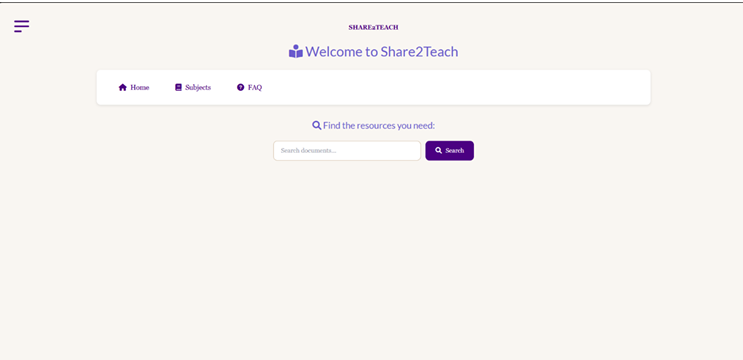 SHARE2TEACH
Welcome to Share2Teach
Home Subjects FAQ
Find the resources you need:
Search documents... Search